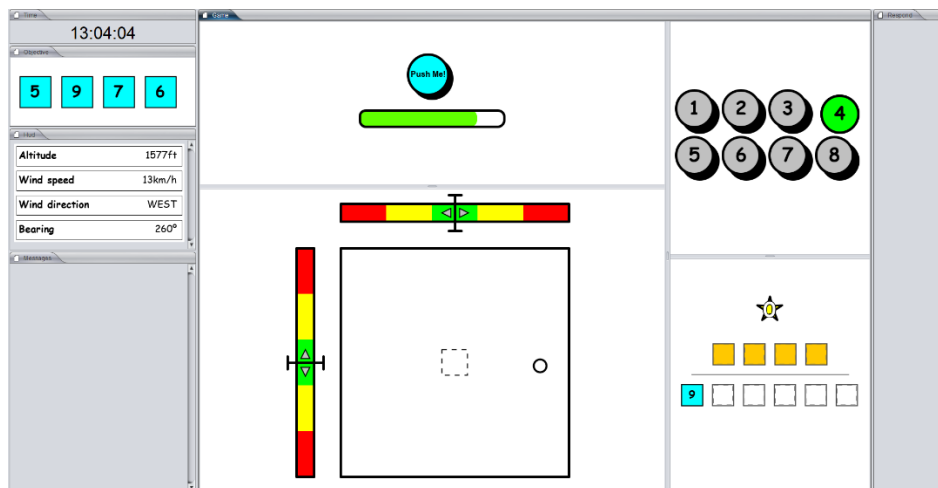 Time
13:04:04
Objective
5 9 7 6
Hud
Altitude 1577ft
Wind speed 13km/h
Wind direction WEST
Bearing 260°
Messages
Game
Push Me!
1 2 3 4
5 6 7 8
0
9
Respond